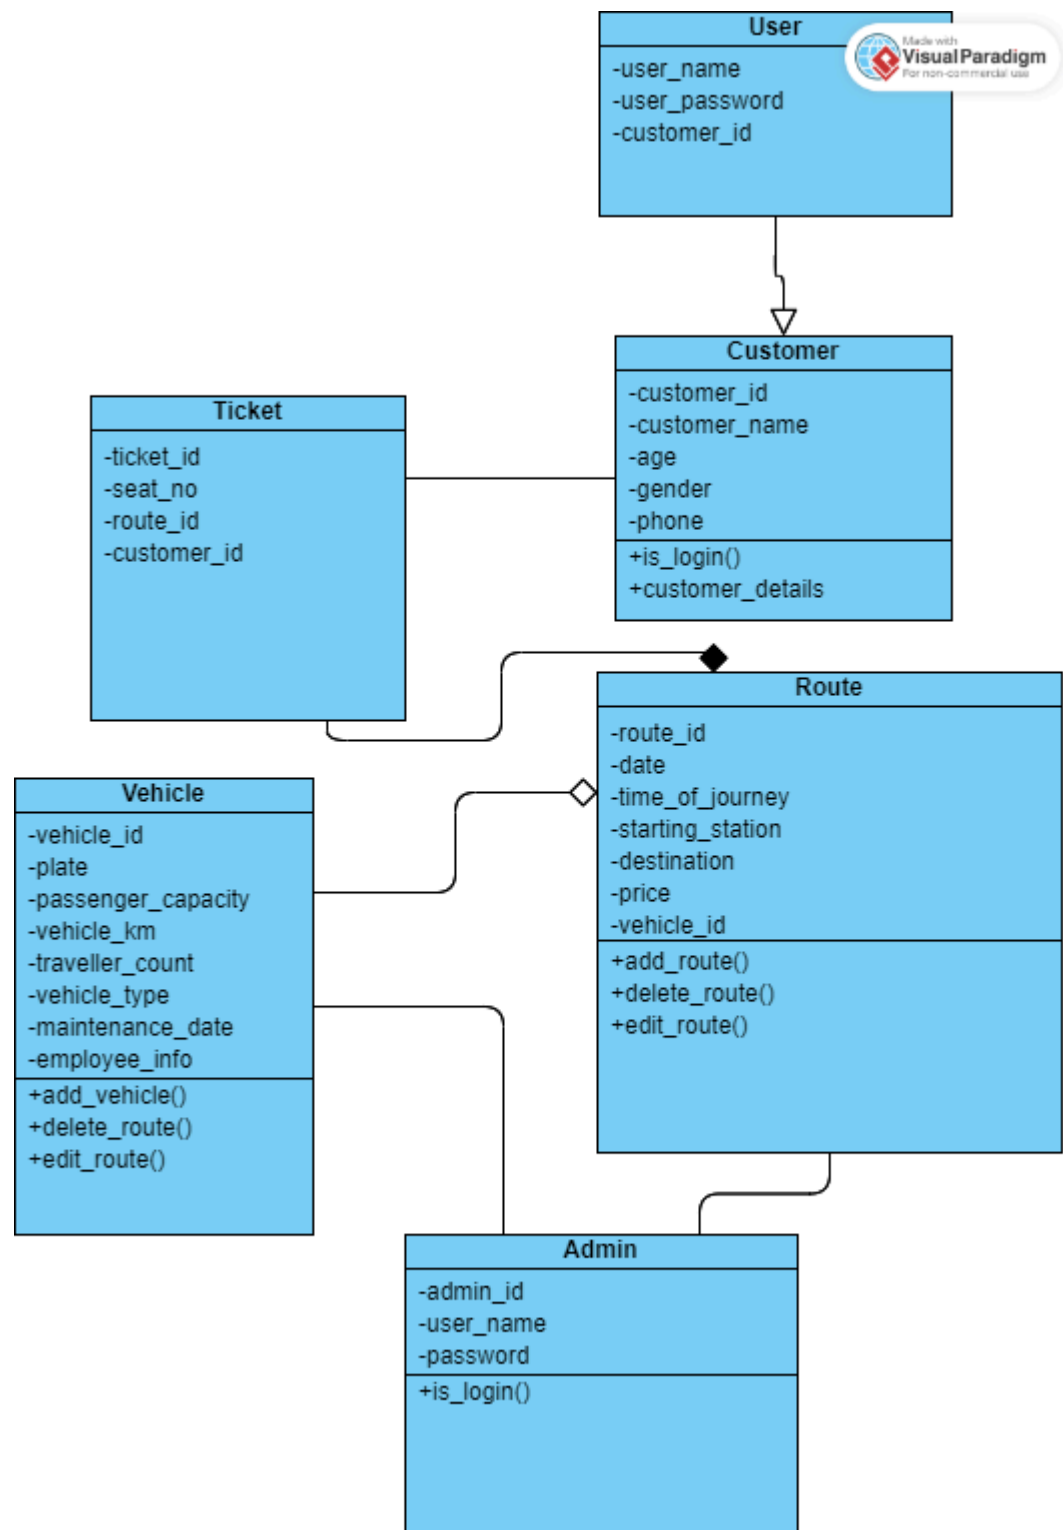 User
-user_name
-user_password
-customer_id
Made with
Visual Paradigm
For non-commercial use
Customer
-customer_id
-customer_name
-age
-gender
-phone
+is_login()
+customer_details
Ticket
-ticket_id
-seat_no
-route_id
-customer_id
Route
-route_id
-date
-time_of_journey
-starting_station
-destination
-price
-vehicle_id
+add_route()
+delete_route()
+edit_route()
Vehicle
-vehicle_id
-plate
-passenger_capacity
-vehicle_km
-traveller_count
-vehicle_type
-maintenance_date
-employee_info
+add_vehicle()
+delete_route()
+edit_route()
Admin
-admin_id
-user_name
-password
+is_login()